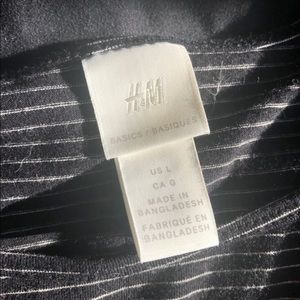 H&M
BASICS / BASIQUES
US L
CA G
MADE IN
BANGLADESH
FABRIQUÉ EN
BANGLADESH